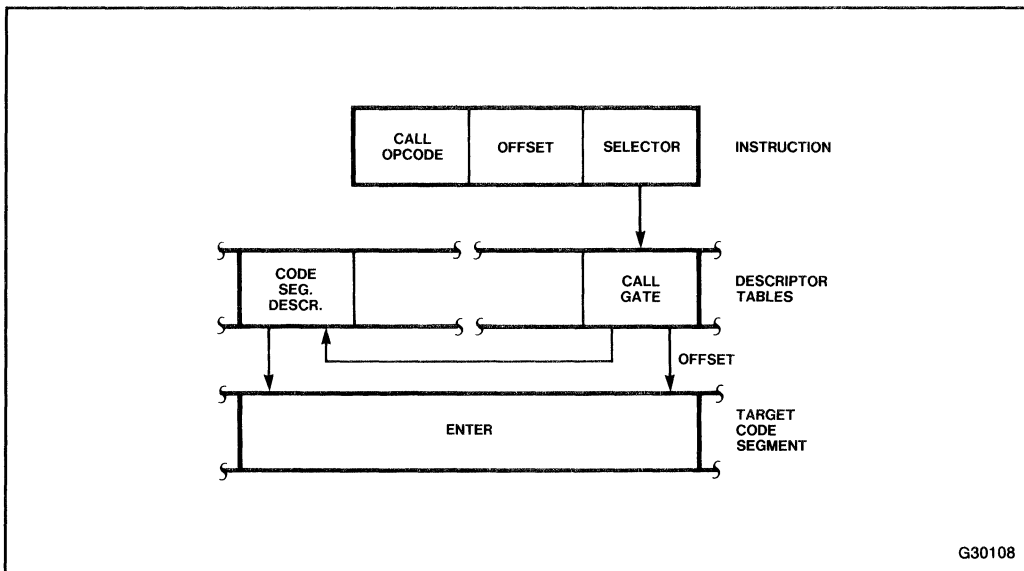 CALL
OPCODE
OFFSET
SELECTOR
INSTRUCTION
CODE
SEG.
DESCR.
CALL
GATE
DESCRIPTOR
TABLES
OFFSET
ENTER
TARGET
CODE
SEGMENT
G30108